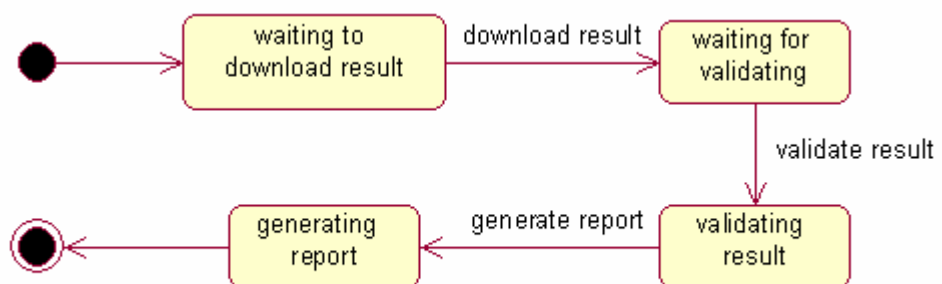 waiting to
download result
download result
waiting for
validating
validate result
generating
report
generate report
validating
result